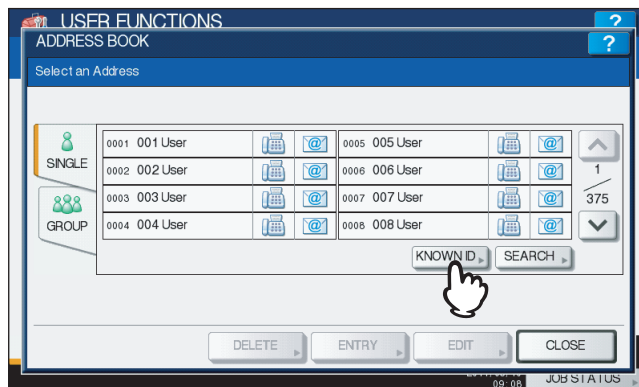 USER FUNCTIONS
?
ADDRESS BOOK
?
Select an Address
SINGLE
GROUP
0001 001 User
@
0005 005 User
@
0002 002 User
@
0006 006 User
@
0003 003 User
@
0007 007 User
@
0004 004 User
@
0008 008 User
@
1
375
KNOWN ID
SEARCH
DELETE
ENTRY
EDIT
CLOSE
09:08
JOB STATUS